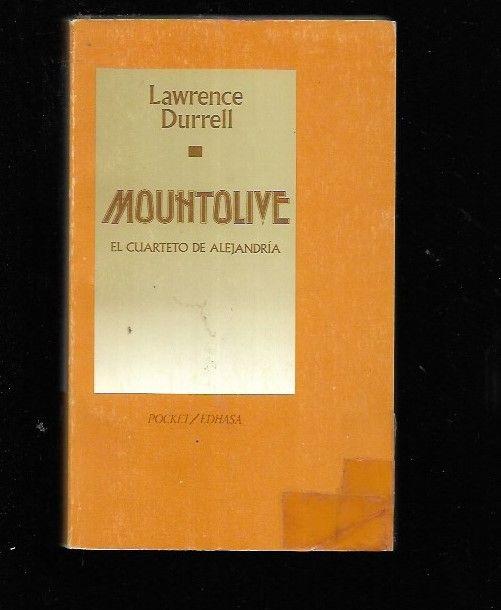 Lawrence
Durrell
MOUNTOLIVE
EL CUARTETO DE ALEJANDRÍA
POCKET/EDHASA